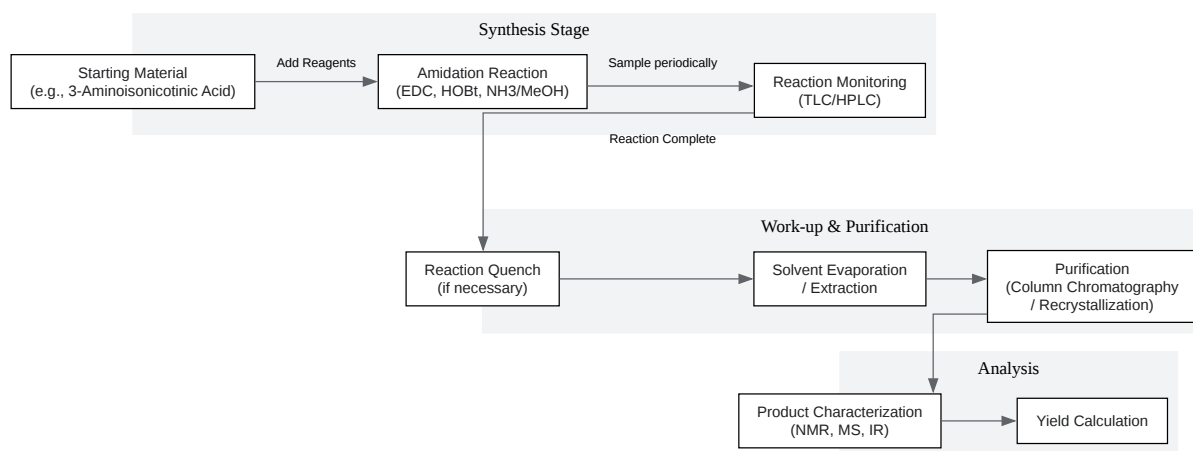 Synthesis Stage
Starting Material
(e.g., 3-Aminoisonicotinic Acid)
Add Reagents
Amidation Reaction
(EDC, HOBt, NH3/MeOH)
Sample periodically
Reaction Monitoring
(TLC/HPLC)
Reaction Complete
Work-up & Purification
Reaction Quench
(if necessary)
Solvent Evaporation
/ Extraction
Purification
(Column Chromatography
/ Recrystallization)
Analysis
Product Characterization
(NMR, MS, IR)
Yield Calculation